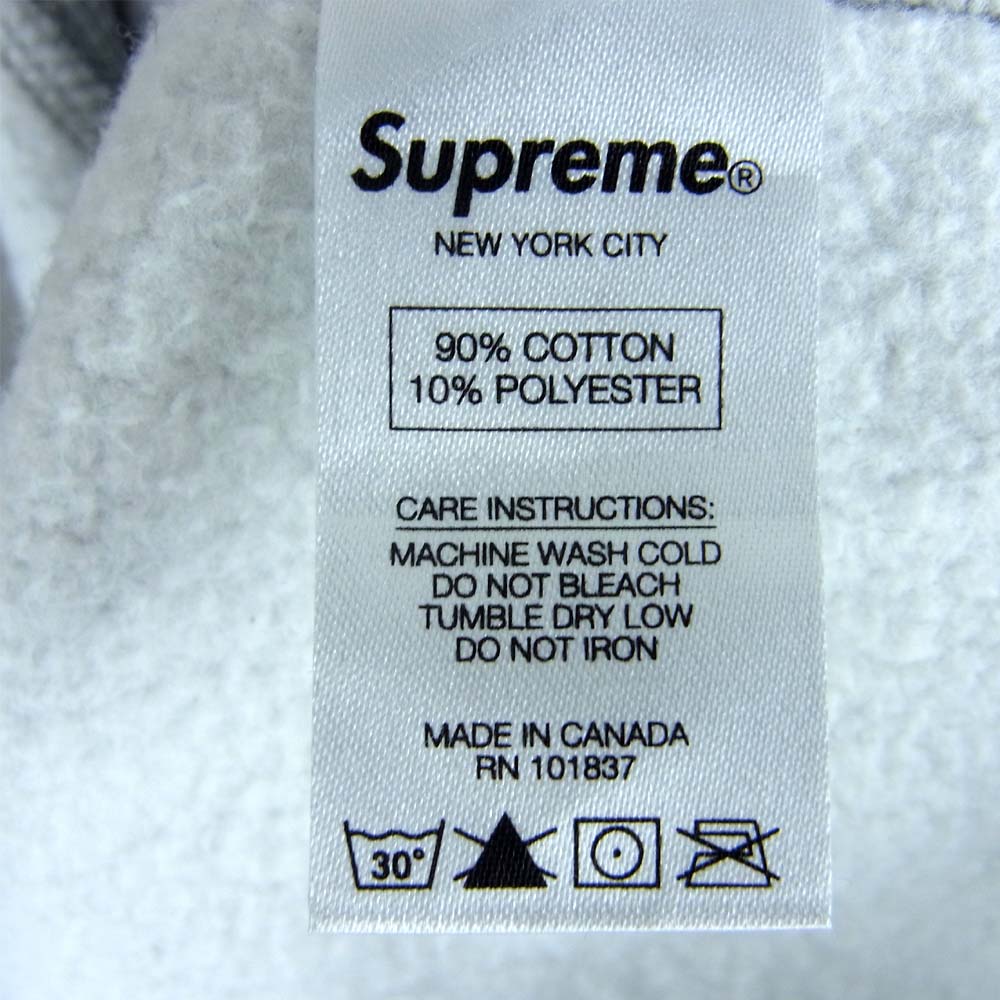 Supreme®
NEW YORK CITY
90% COTTON
10% POLYESTER
CARE INSTRUCTIONS:
MACHINE WASH COLD
DO NOT BLEACH
TUMBLE DRY LOW
DO NOT IRON
MADE IN CANADA
RN 101837
30°